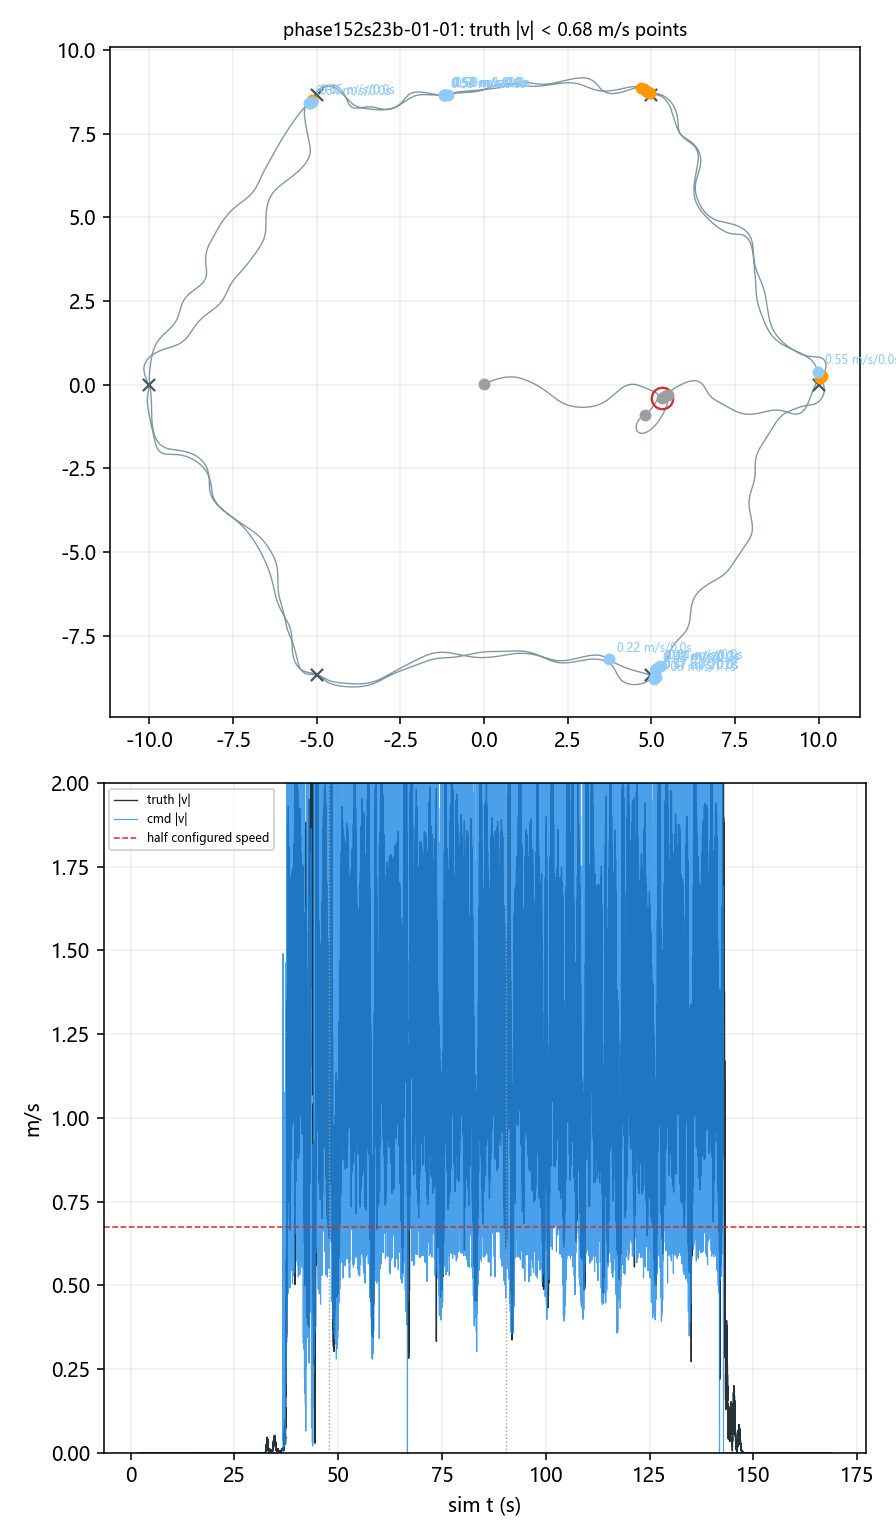 phase152s23b-01-01: truth |v| < 0.68 m/s points
10.0
7.5
5.0
2.5
0.0
-2.5
-5.0
-7.5
0.55 m/s/0.0s
0.22 m/s/0.0s
-10.0 -7.5 -5.0 -2.5 0.0 2.5 5.0 7.5 10.0
2.00
1.75
1.50
1.25
1.00
0.75
0.50
0.25
0.00
m/s
truth |v|
cmd |v|
half configured speed
0 25 50 75 100 125 150 175
sim t (s)